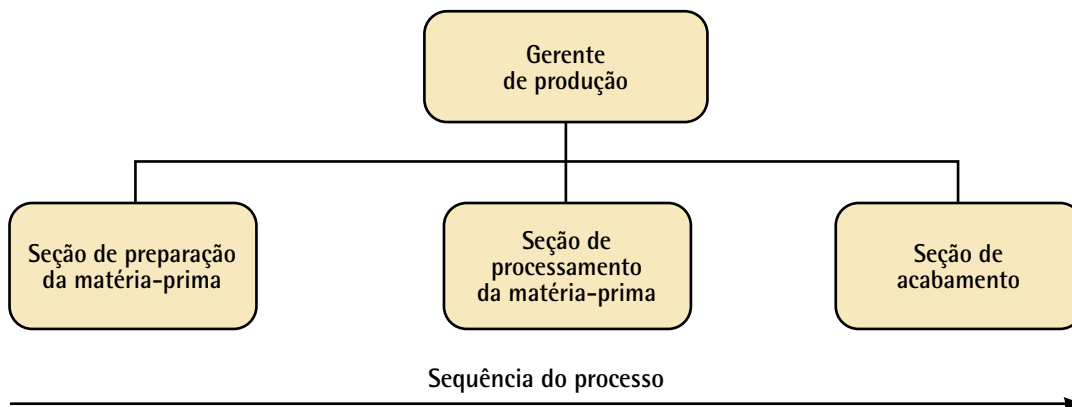 Gerente
de produção
Seção de preparação
da matéria-prima
Seção de
processamento
da matéria-prima
Seção de
acabamento
Sequência do processo